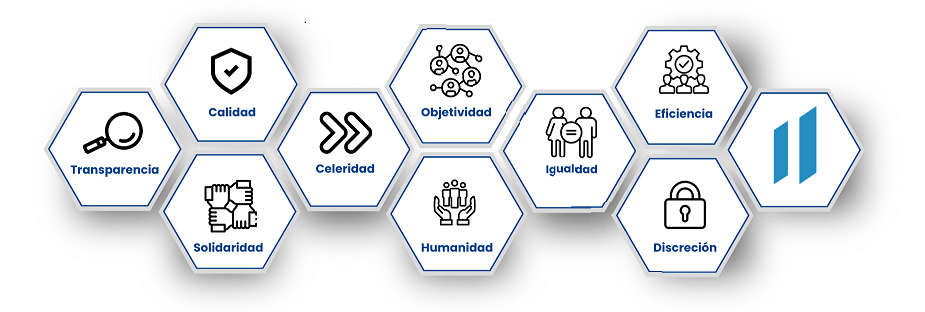 Transparencia
Calidad
Solidaridad
Celeridad
Objetividad
Humanidad
Igualdad
Eficiencia
Discreción